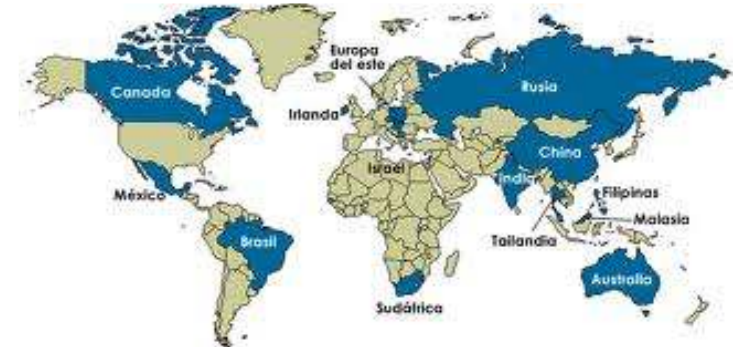 Europa
del este
Canada
Rusia
Irlanda
China
Israel
India
México
Filipinas
Malasia
Brasil
Tailandia
Australia
Sudáfrica